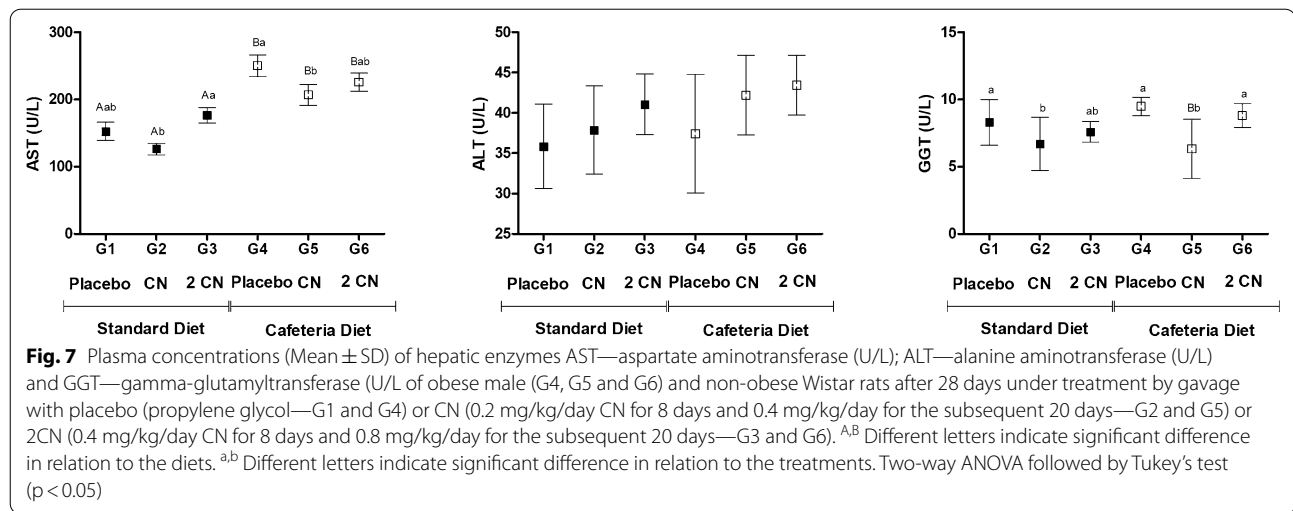 300
200
100
0
AST (U/L)
Aab
Ab
Aa
Ba
Bb
Bab
G1 G2 G3 G4 G5 G6
Placebo CN 2 CN Placebo CN 2 CN
Standard Diet Cafeteria Diet
50
45
40
35
30
25
ALT (U/L)
G1 G2 G3 G4 G5 G6
Placebo CN 2 CN Placebo CN 2 CN
Standard Diet Cafeteria Diet
15
10
5
0
GGT (U/L)
a
b
ab
a
Bb
a
G1 G2 G3 G4 G5 G6
Placebo CN 2 CN Placebo CN 2 CN
Standard Diet Cafeteria Diet
Fig. 7 Plasma concentrations (Mean ± SD) of hepatic enzymes AST—aspartate aminotransferase (U/L); ALT—alanine aminotransferase (U/L)
and GGT—gamma-glutamyltransferase (U/L of obese male (G4, G5 and G6) and non-obese Wistar rats after 28 days under treatment by gavage
with placebo (propylene glycol—G1 and G4) or CN (0.2 mg/kg/day CN for 8 days and 0.4 mg/kg/day for the subsequent 20 days—G2 and G5) or
2CN (0.4 mg/kg/day CN for 8 days and 0.8 mg/kg/day for the subsequent 20 days—G3 and G6). A,B Different letters indicate significant difference
in relation to the diets. a,b Different letters indicate significant difference in relation to the treatments. Two-way ANOVA followed by Tukey's test
(p < 0.05)